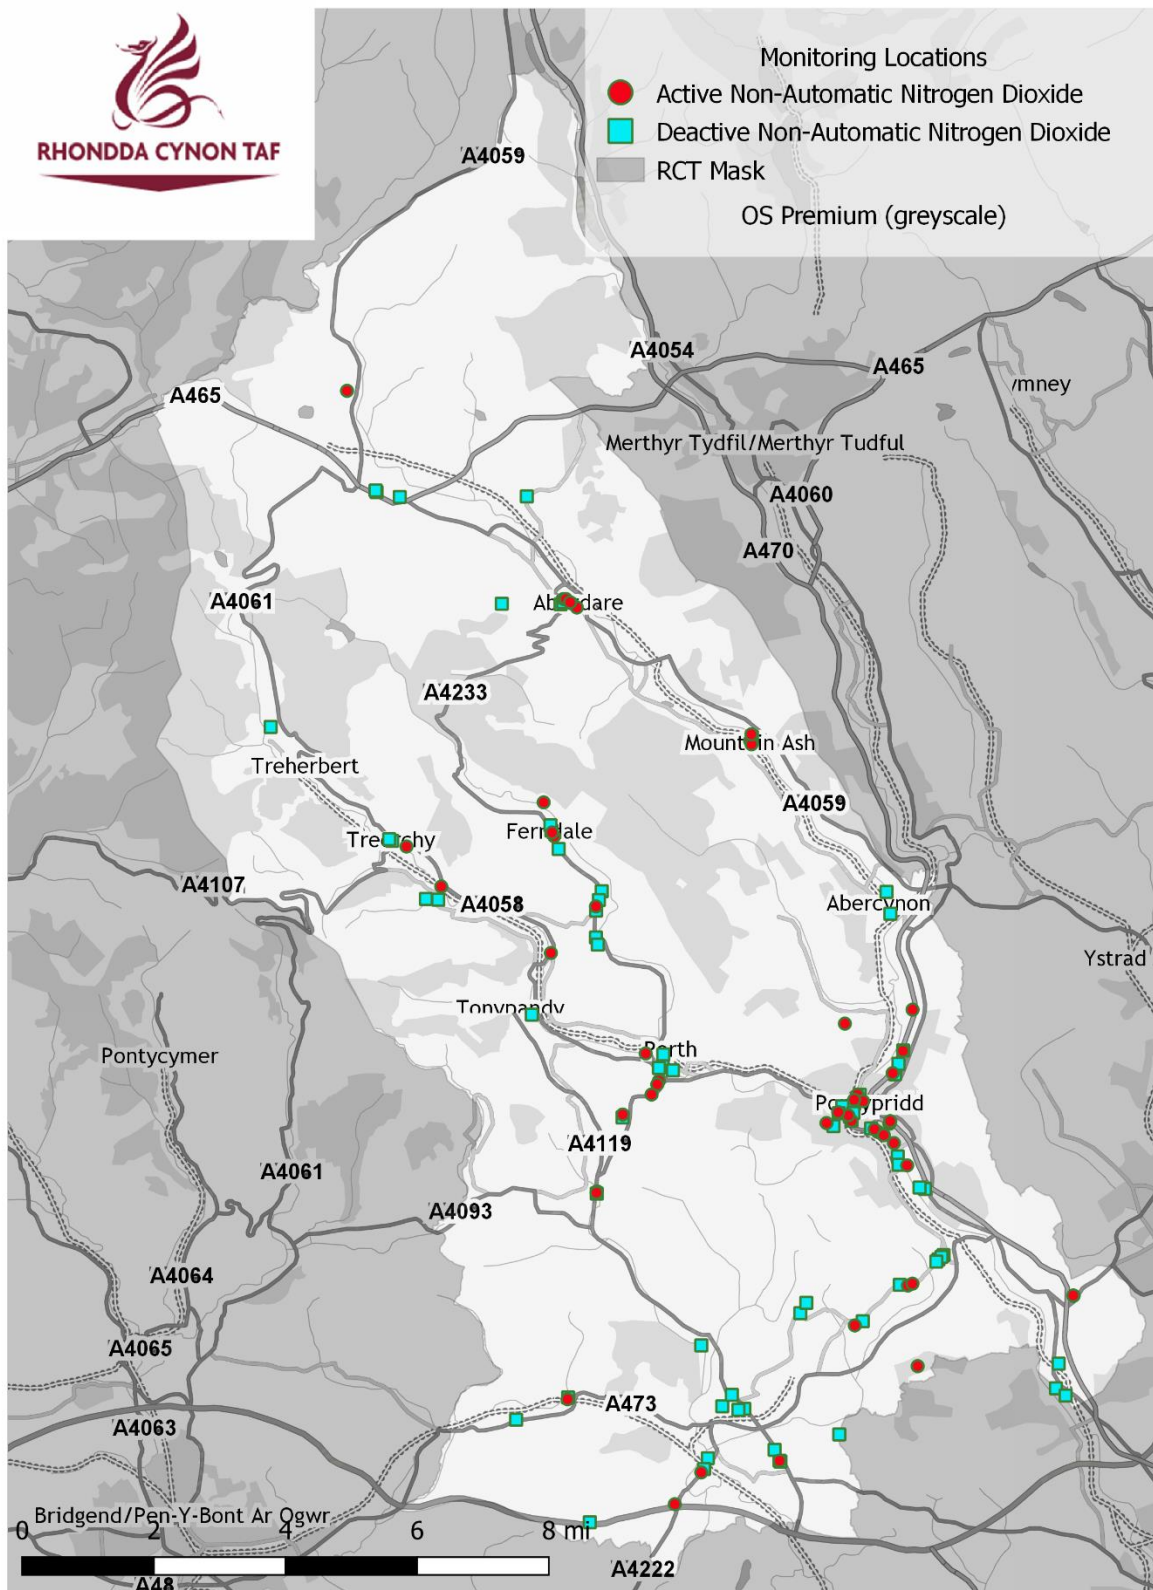 RHONDDA CYNON TAF
Monitoring Locations
Active Non-Automatic Nitrogen Dioxide
Deactive Non-Automatic Nitrogen Dioxide
RCT Mask
OS Premium (greyscale)
A4059
A4054
A465
A465
ymney
Merthyr Tydfil/Merthyr Tudful
A4060
A470
A4061
Aberdare
A4233
Mountain Ash
Treherbert
A4059
Ferndale
Treorchy
A4107
A4058
Abercynon
Ystrad
Tonypandy
Pontycymer
Porth
Pontypridd
A4119
A4061
A4093
A4064
A4065
A473
A4063
Bridgend/Pen-Y-Bont Ar Ogwr
0 2 4 6 8 mi
A4222
A48